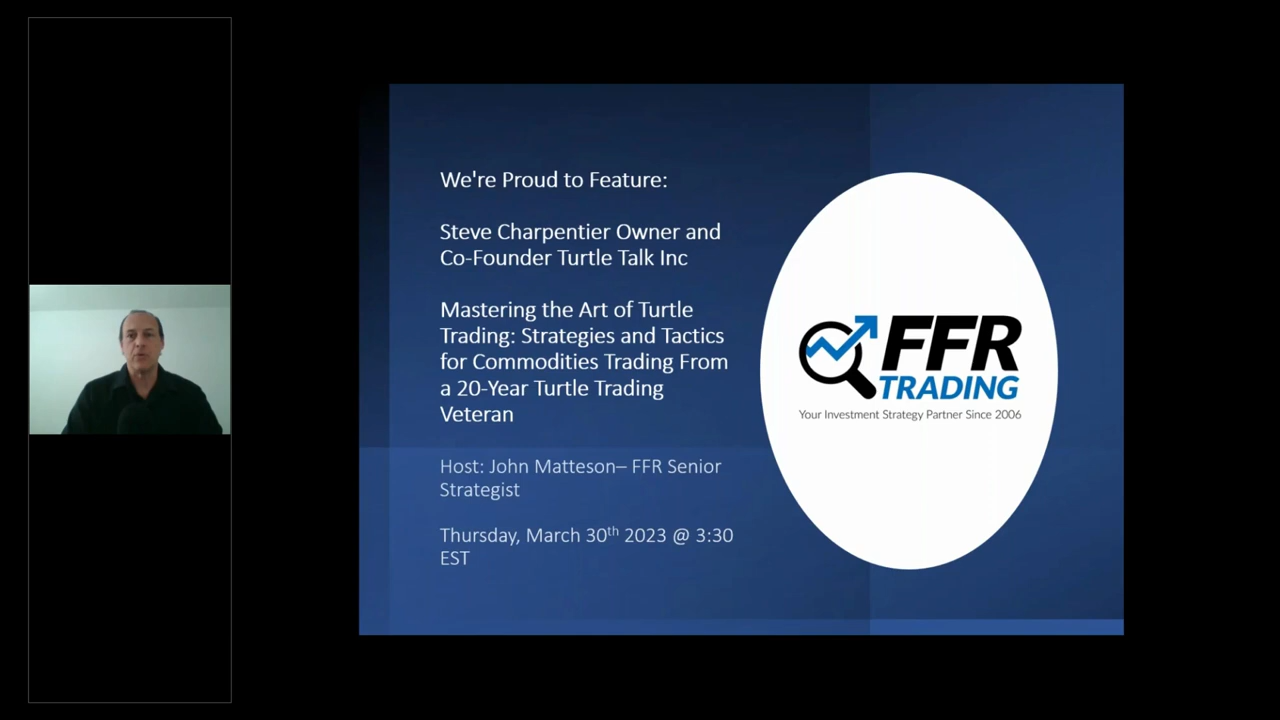 We're Proud to Feature:
Steve Charpentier Owner and
Co-Founder Turtle Talk Inc
Mastering the Art of Turtle
Trading: Strategies and Tactics
for Commodities Trading From
a 20-Year Turtle Trading
Veteran
Host: John Matteson– FFR Senior
Strategist
Thursday, March 30th 2023 @ 3:30
EST
FFR
TRADING
Your Investment Strategy Partner Since 2006